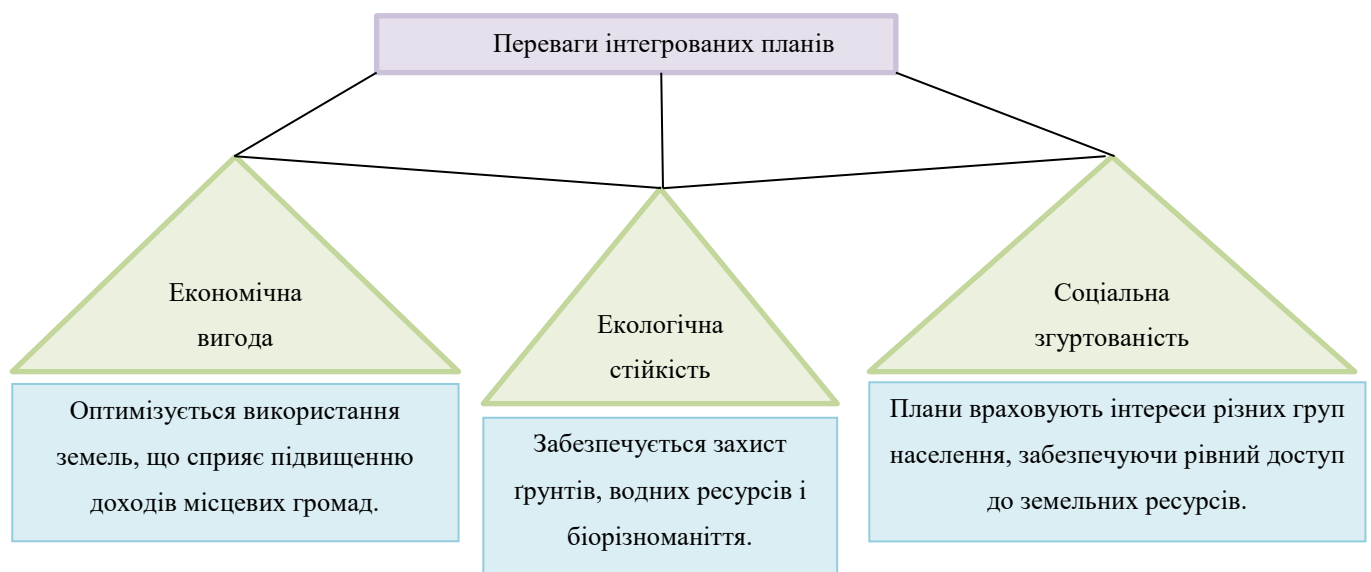 Переваги інтегрованих планів
Економічна
вигода
Екологічна
стійкість
Соціальна
згуртованість
Оптимізується використання
земель, що сприяє підвищенню
доходів місцевих громад.
Забезпечується захист
ґрунтів, водних ресурсів і
біорізноманіття.
Плани враховують інтереси різних груп
населення, забезпечуючи рівний доступ
до земельних ресурсів.